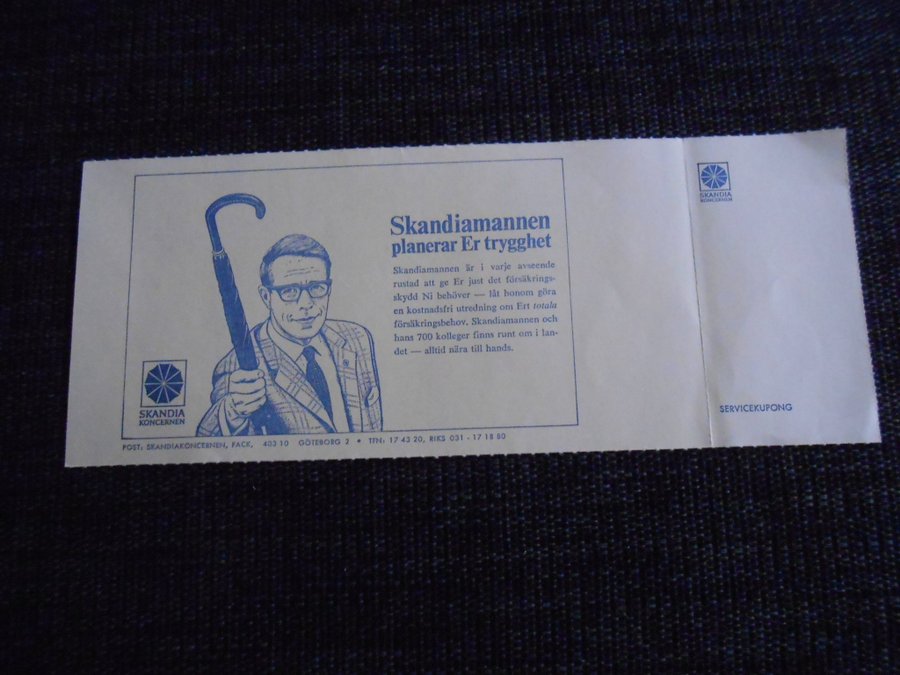 Skandiamannen
planerar Er trygghet
Skandiamannen är i varje avseende
rustad att ge Er just det försäkrings-
skydd Ni behöver — låt honom göra
en kostnadsfri utredning om Ert totala
försäkringsbehov. Skandiamannen och
hans 700 kolleger finns runt om i lan-
det — alltid nära till hands.
SKANDIA
KONCERNEN
POST: SKANDIAKONCERNEN, FACK, 403 10 GÖTEBORG 2 • TFN: 17 43 20, RIKS 031 - 17 18 80
SKANDIA
KONCERNEN
SERVICEKUPONG